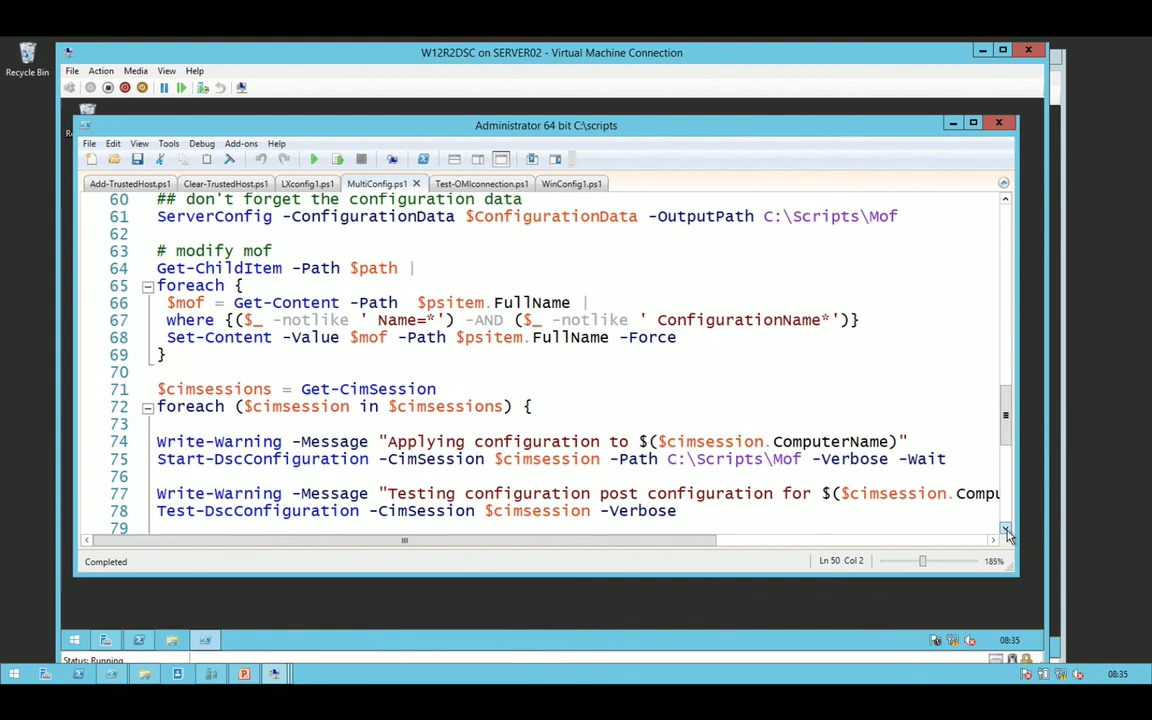 Recycle Bin
W12R2DSC on SERVER02 - Virtual Machine Connection
File Action Media View Help
Administrator 64 bit C:\scripts
File Edit View Tools Debug Add-ons Help
Add-TrustedHost.ps1 Clear-TrustedHost.ps1 LXconfig1.ps1 MultiConfig.ps1 Test-OMIconnection.ps1 WinConfig1.ps1
60 ## don't forget the configuration data
61 ServerConfig -ConfigurationData $ConfigurationData -OutputPath C:\Scripts\Mof
62
63 # modify mof
64 Get-ChildItem -Path $path |
65 foreach {
66 $mof = Get-Content -Path $psitem.FullName |
67 where {($_ -notlike ' Name=*') -AND ($_ -notlike ' ConfigurationName*')}
68 Set-Content -Value $mof -Path $psitem.FullName -Force
69 }
70
71 $cimsessions = Get-CimSession
72 foreach ($cimsession in $cimsessions) {
73
74 Write-Warning -Message "Applying configuration to $($cimsession.ComputerName)"
75 Start-DscConfiguration -CimSession $cimsession -Path C:\Scripts\Mof -Verbose -Wait
76
77 Write-Warning -Message "Testing configuration post configuration for $($cimsession.Compu
78 Test-DscConfiguration -CimSession $cimsession -Verbose
79
Completed Ln 50 Col 2 185%
08:35
Status: Running
08:35